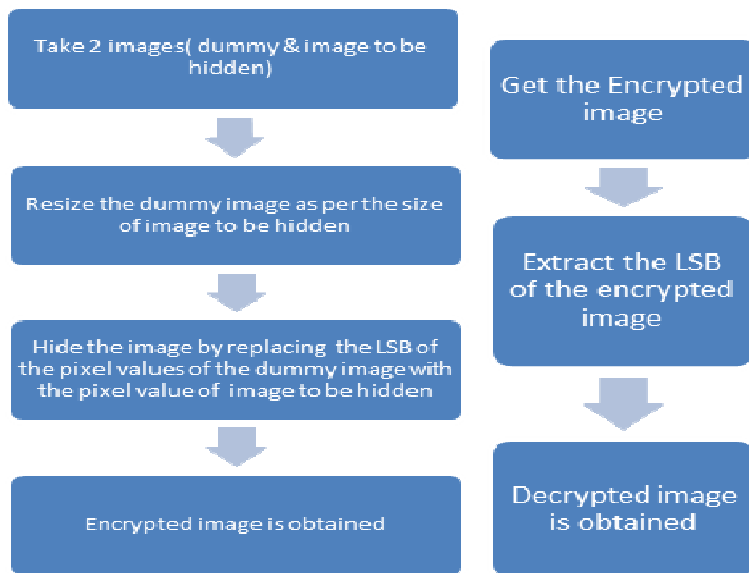 Take 2 images( dummy & image to be
hidden)
Resize the dummy image as per the size
of image to be hidden
Hide the image by replacing the LSB of
the pixel values of the dummy image with
the pixel value of image to be hidden
Encrypted image is obtained
Get the Encrypted
image
Extract the LSB
of the encrypted
image
Decrypted image
is obtained